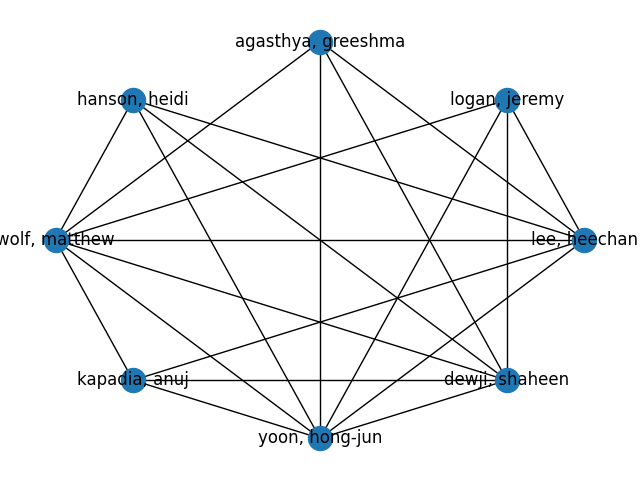 agasthya, greeshma
hanson, heidi
logan, jeremy
wolf, matthew
lee, heechan
kapadia, anuj
dewji, shaheen
yoon, hong-jun